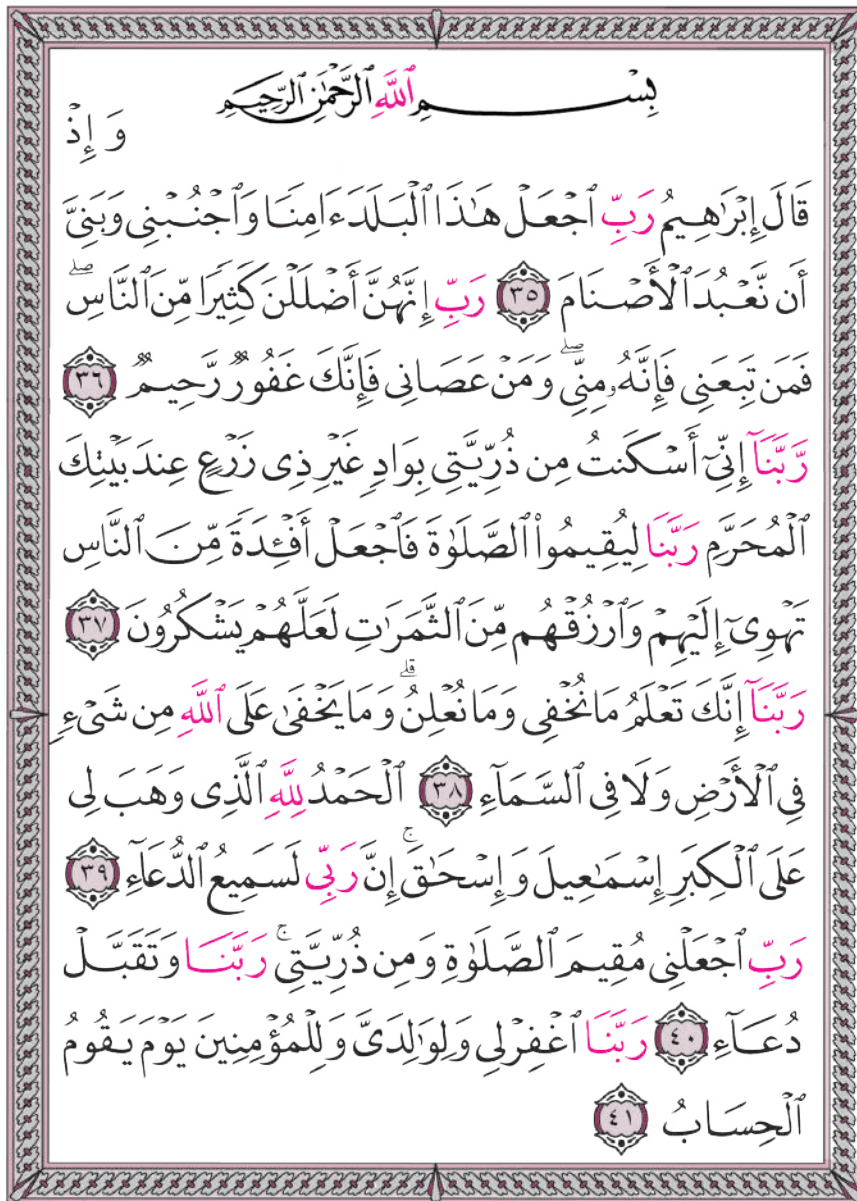 بِسْمِ ٱللَّهِ ٱلرَّحْمَٰنِ ٱلرَّحِيمِ
وَإِذْ
قَالَ إِبْرَٰهِيمُ رَبِّ ٱجْعَلْ هَٰذَا ٱلْبَلَدَ ءَامِنًا وَٱجْنُبْنِى وَبَنِىَّ
أَن نَّعْبُدَ ٱلْأَصْنَامَ ٣٥ رَبِّ إِنَّهُنَّ أَضْلَلْنَ كَثِيرًا مِّنَ ٱلنَّاسِ ۖ
فَمَن تَبِعَنِى فَإِنَّهُۥ مِنِّى ۖ وَمَنْ عَصَانِى فَإِنَّكَ غَفُورٌ رَّحِيمٌ ٣٦
رَّبَّنَآ إِنِّىٓ أَسْكَنتُ مِن ذُرِّيَّتِى بِوَادٍ غَيْرِ ذِى زَرْعٍ عِندَ بَيْتِكَ
ٱلْمُحَرَّمِ رَبَّنَا لِيُقِيمُوا۟ ٱلصَّلَوٰةَ فَٱجْعَلْ أَفْـِٔدَةً مِّنَ ٱلنَّاسِ
تَهْوِىٓ إِلَيْهِمْ وَٱرْزُقْهُم مِّنَ ٱلثَّمَرَٰتِ لَعَلَّهُمْ يَشْكُرُونَ ٣٧
رَبَّنَآ إِنَّكَ تَعْلَمُ مَا نُخْفِى وَمَا نُعْلِنُ ۗ وَمَا يَخْفَىٰ عَلَى ٱللَّهِ مِن شَىْءٍ
فِى ٱلْأَرْضِ وَلَا فِى ٱلسَّمَآءِ ٣٨ ٱلْحَمْدُ لِلَّهِ ٱلَّذِى وَهَبَ لِى
عَلَى ٱلْكِبَرِ إِسْمَٰعِيلَ وَإِسْحَٰقَ ۚ إِنَّ رَبِّى لَسَمِيعُ ٱلدُّعَآءِ ٣٩
رَبِّ ٱجْعَلْنِى مُقِيمَ ٱلصَّلَوٰةِ وَمِن ذُرِّيَّتِى ۚ رَبَّنَا وَتَقَبَّلْ
دُعَآءِ ٤٠ رَبَّنَا ٱغْفِرْ لِى وَلِوَٰلِدَىَّ وَلِلْمُؤْمِنِينَ يَوْمَ يَقُومُ
ٱلْحِسَابُ ٤١